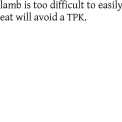 lamb is too difficult to easily
eat will avoid a TPK.